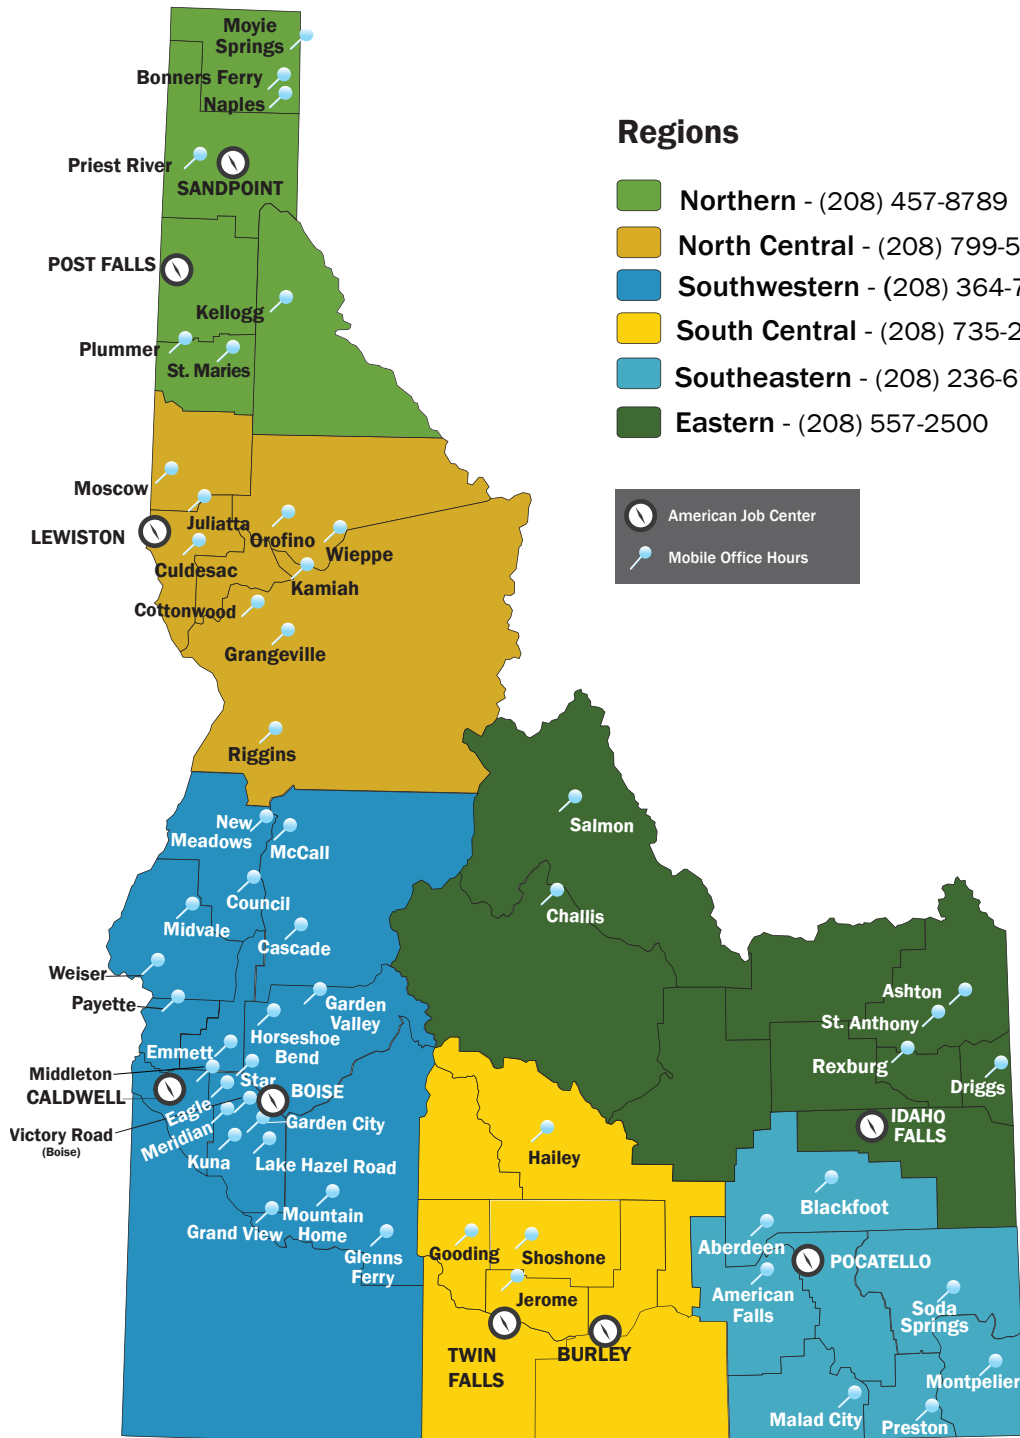 Moyie
Springs
Bonners Ferry
Naples
Priest River
SANDPOINT
POST FALLS
Kellogg
Plummer
St. Maries
Regions
Northern - (208) 457-8789
North Central - (208) 799-5
Southwestern - (208) 364-7
South Central - (208) 735-2
Southeastern - (208) 236-6
Eastern - (208) 557-2500
American Job Center
Mobile Office Hours
Moscow
Juliatta
LEWISTON
Orofino
Wieppe
Culdesac
Kamiah
Cottonwood
Grangeville
Riggins
New
Meadows
McCall
Council
Midvale
Cascade
Weiser
Payette
Garden
Valley
Horseshoe
Bend
Emmett
Middleton
Star
CALDWELL
Eagle
BOISE
Meridian
Garden City
Victory Road
(Boise)
Kuna
Lake Hazel Road
Grand View
Mountain
Home
Glenns
Ferry
Salmon
Challis
Ashton
St. Anthony
Rexburg
Driggs
IDAHO
FALLS
Hailey
Gooding
Shoshone
Jerome
TWIN
FALLS
BURLEY
Blackfoot
Aberdeen
POCATELLO
American
Falls
Soda
Springs
Montpelier
Malad City
Preston